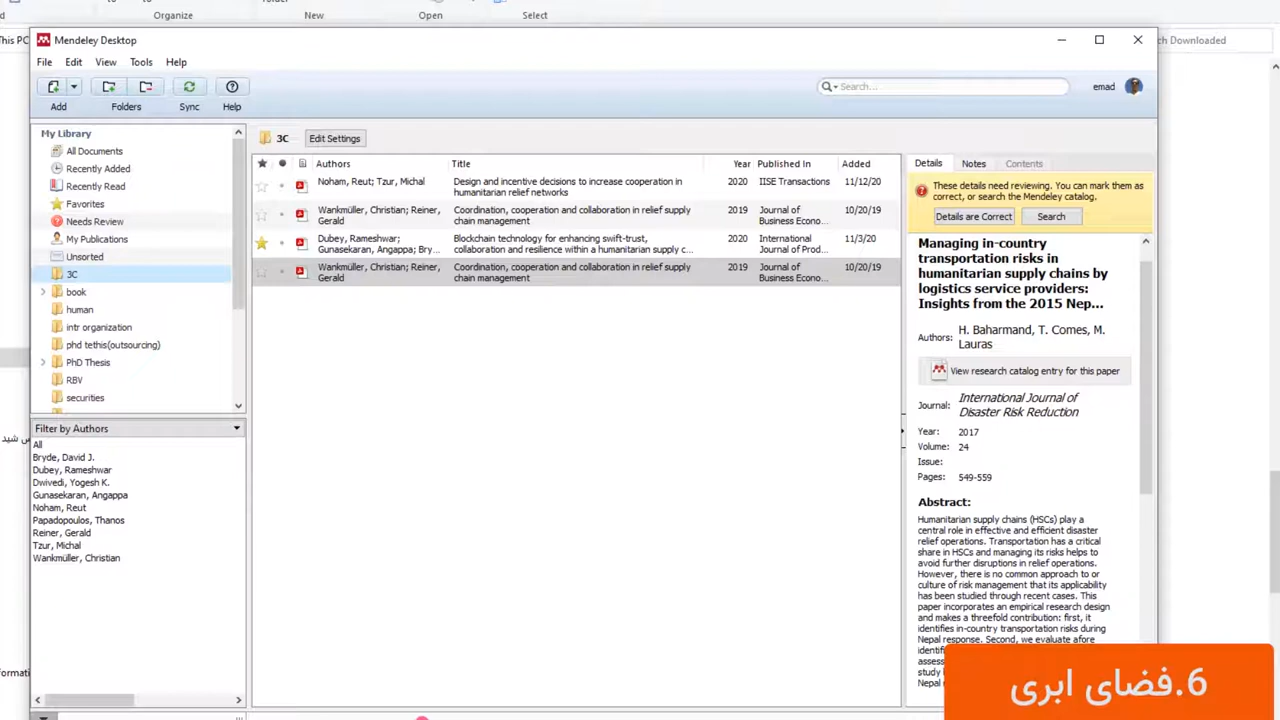 Organize
New
Open
Select
This PC
Mendeley Desktop
ch Downloaded
File Edit View Tools Help
Search...
emad
Add Folders Sync Help
My Library
All Documents
Recently Added
Recently Read
Favorites
Needs Review
My Publications
Unsorted
3C
book
human
intr organization
phd tethis(outsourcing)
PhD Thesis
RBV
securities
Filter by Authors
All
Bryde, David J.
Dubey, Rameshwar
Dwivedi, Yogesh K.
Gunasekaran, Angappa
Noham, Reut
Papadopoulos, Thanos
Reiner, Gerald
Tzur, Michal
Wankmüller, Christian
3C Edit Settings
Authors Title Year Published In Added
Noham, Reut; Tzur, Michal Design and incentive decisions to increase cooperation in 2020 IISE Transactions 11/12/20
humanitarian relief networks
Wankmüller, Christian; Reiner, Coordination, cooperation and collaboration in relief supply 2019 Journal of 10/20/19
Gerald chain management Business Econo...
Dubey, Rameshwar; Blockchain technology for enhancing swift-trust, 2020 International 11/3/20
Gunasekaran, Angappa; Bry... collaboration and resilience within a humanitarian supply c... Journal of Prod...
Wankmüller, Christian; Reiner, Coordination, cooperation and collaboration in relief supply 2019 Journal of 10/20/19
Gerald chain management Business Econo...
Details Notes Contents
These details need reviewing. You can mark them as
correct, or search the Mendeley catalog.
Details are Correct Search
Managing in-country
transportation risks in
humanitarian supply chains by
logistics service providers:
Insights from the 2015 Nep...
Authors: H. Baharmand, T. Comes, M.
Lauras
View research catalog entry for this paper
Journal: International Journal of
Disaster Risk Reduction
Year: 2017
Volume: 24
Issue:
Pages: 549-559
Abstract:
Humanitarian supply chains (HSCs) play a
central role in effective and efficient disaster
relief operations. Transportation has a critical
share in HSCs and managing its risks helps to
avoid further disruptions in relief operations.
However, there is no common approach to or
culture of risk management that its applicability
has been studied through recent cases. This
paper incorporates an empirical research design
and makes a threefold contribution: first, it
identifies in-country transportation risks during
Nepal response. Second, we evaluate afore
identif
assess
study
Nepal
6.فضای ابری